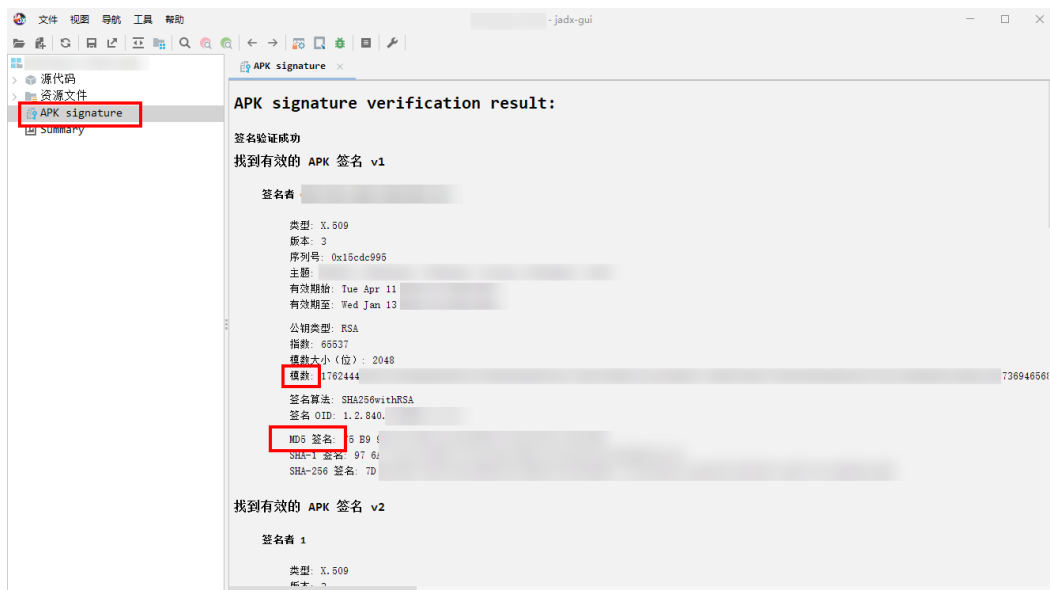 文件 视图 导航 工具 帮助
- jadx-gui
源代码
资源文件
APK signature
Summary
APK signature
APK signature verification result:
签名验证成功
找到有效的 APK 签名 v1
签名者
类型: X.509
版本: 3
序列号: 0x15cdc995
主题:
有效期始: Tue Apr 11
有效期至: Wed Jan 13
公钥类型: RSA
指数: 65537
模数大小（位）: 2048
模数: 1762444 736946568
签名算法: SHA256withRSA
签名 OID: 1.2.840.
MD5 签名: B9
SHA-1 签名: 97
SHA-256 签名: 7D
找到有效的 APK 签名 v2
签名者 1
类型: X.509
版本: 3